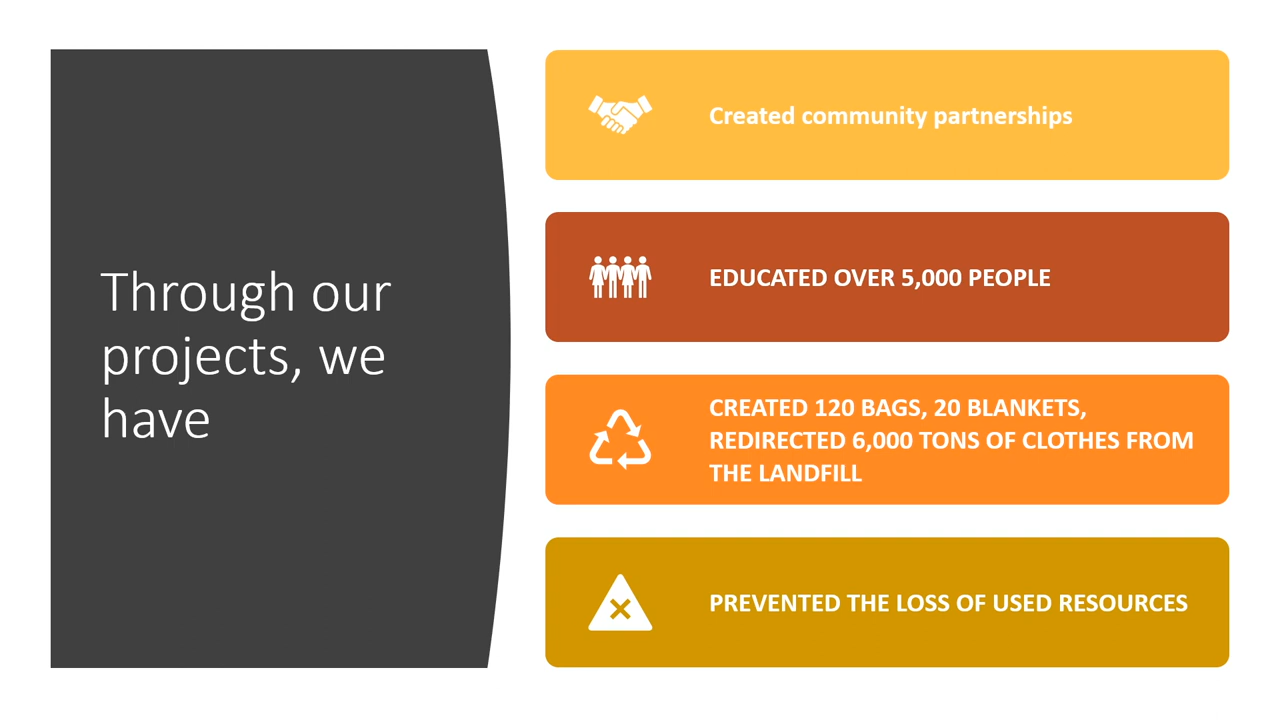 Through our
projects, we
have
Created community partnerships
EDUCATED OVER 5,000 PEOPLE
CREATED 120 BAGS, 20 BLANKETS,
REDIRECTED 6,000 TONS OF CLOTHES FROM
THE LANDFILL
PREVENTED THE LOSS OF USED RESOURCES